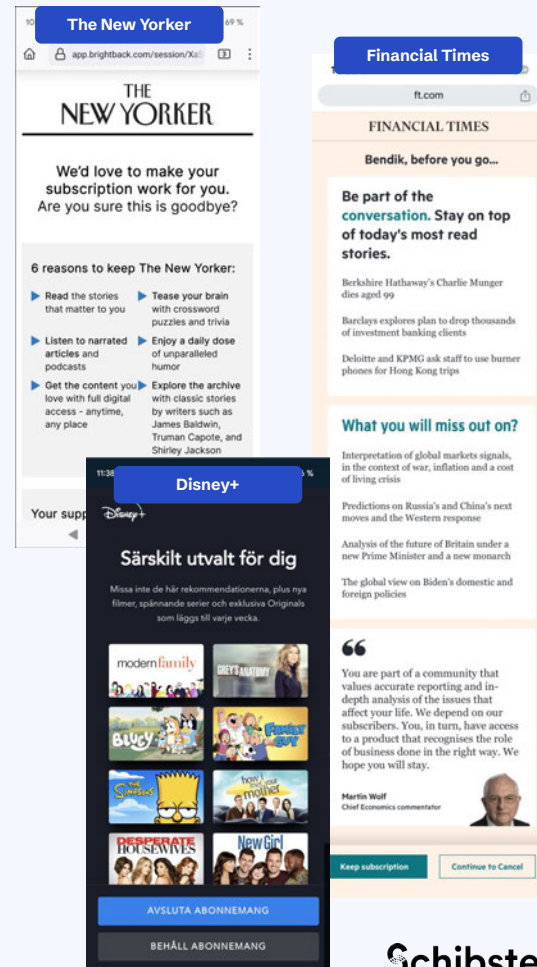 The New Yorker
69 %
app.brightback.com/session/XaS
3
THE
NEW YORKER
We'd love to make your
subscription work for you.
Are you sure this is goodbye?
6 reasons to keep The New Yorker:
Read the stories
that matter to you
Listen to narrated
articles and
podcasts
Get the content you
love with full digital
access - anytime,
any place
Tease your brain
with crossword
puzzles and trivia
Enjoy a daily dose
of unparalleled
humor
Explore the archive
with classic stories
by writers such as
James Baldwin,
Truman Capote, and
Shirley Jackson
Your supp
Financial Times
ft.com
FINANCIAL TIMES
Bendik, before you go...
Be part of the
conversation. Stay on top
of today's most read
stories.
Berkshire Hathaway's Charlie Munger
dies aged 99
Barclays explores plan to drop thousands
of investment banking clients
Deloitte and KPMG ask staff to use burner
phones for Hong Kong trips
What you will miss out on?
Interpretation of global markets signals,
in the context of war, inflation and a cost
of living crisis
Predictions on Russia's and China's next
moves and the Western response
Analysis of the future of Britain under a
new Prime Minister and a new monarch
The global view on Biden's domestic and
foreign policies
You are part of a community that
values accurate reporting and in-
depth analysis of the issues that
affect your life. We depend on our
subscribers. You, in turn, have access
to a product that recognises the role
of business done in the right way. We
hope you will stay.
Martin Wolf
Chief Economics commentator
Keep subscription
Continue to Cancel
Disney+
11:38
%
Disney+
Särskilt utvalt för dig
Missa inte de här rekommendationerna, plus nya
filmer, spännande serier och exklusiva Originals
som läggs till varje vecka.
modern family
GREY'S ANATOMY
BLUEY
FAMILY GUY
THE SIMPSONS
how i met your mother
DESPERATE HOUSEWIVES
New Girl
AVSLUTA ABONNEMANG
BEHÅLL ABONNEMANG
Schibste